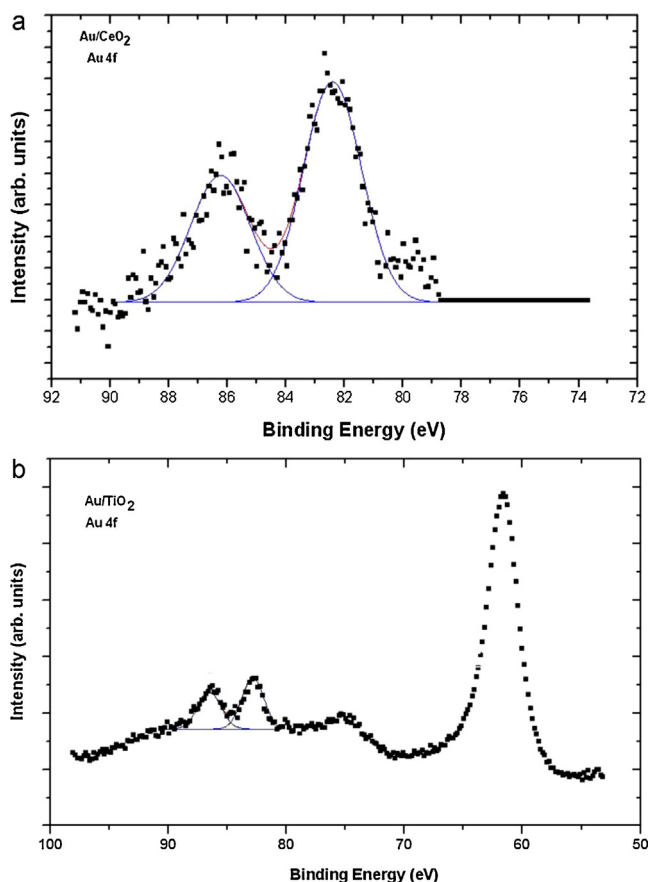 a
Au/CeO2
Au 4f
Intensity (arb. units)
92 90 88 86 84 82 80 78 76 74 72
Binding Energy (eV)
b
Au/TiO2
Au 4f
Intensity (arb. units)
100 90 80 70 60 50
Binding Energy (eV)